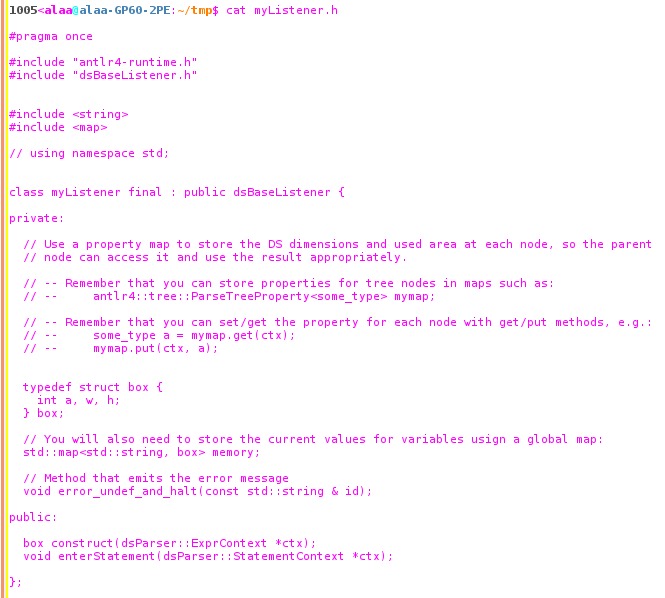 1005<alaa@alaa-GP60-2PE:~/tmp$ cat myListener.h
#pragma once
#include "antlr4-runtime.h"
#include "dsBaseListener.h"
#include <string>
#include <map>
// using namespace std;
class myListener final : public dsBaseListener {
private:
// Use a property map to store the DS dimensions and used area at each node, so the parent
// node can access it and use the result appropriately.
// -- Remember that you can store properties for tree nodes in maps such as:
// --     antlr4::tree::ParseTreeProperty<some_type> mymap;
// -- Remember that you can set/get the property for each node with get/put methods, e.g.:
// --     some_type a = mymap.get(ctx);
// --     mymap.put(ctx, a);
typedef struct box {
int a, w, h;
} box;
// You will also need to store the current values for variables usign a global map:
std::map<std::string, box> memory;
// Method that emits the error message
void error_undef_and_halt(const std::string & id);
public:
box construct(dsParser::ExprContext *ctx);
void enterStatement(dsParser::StatementContext *ctx);
};